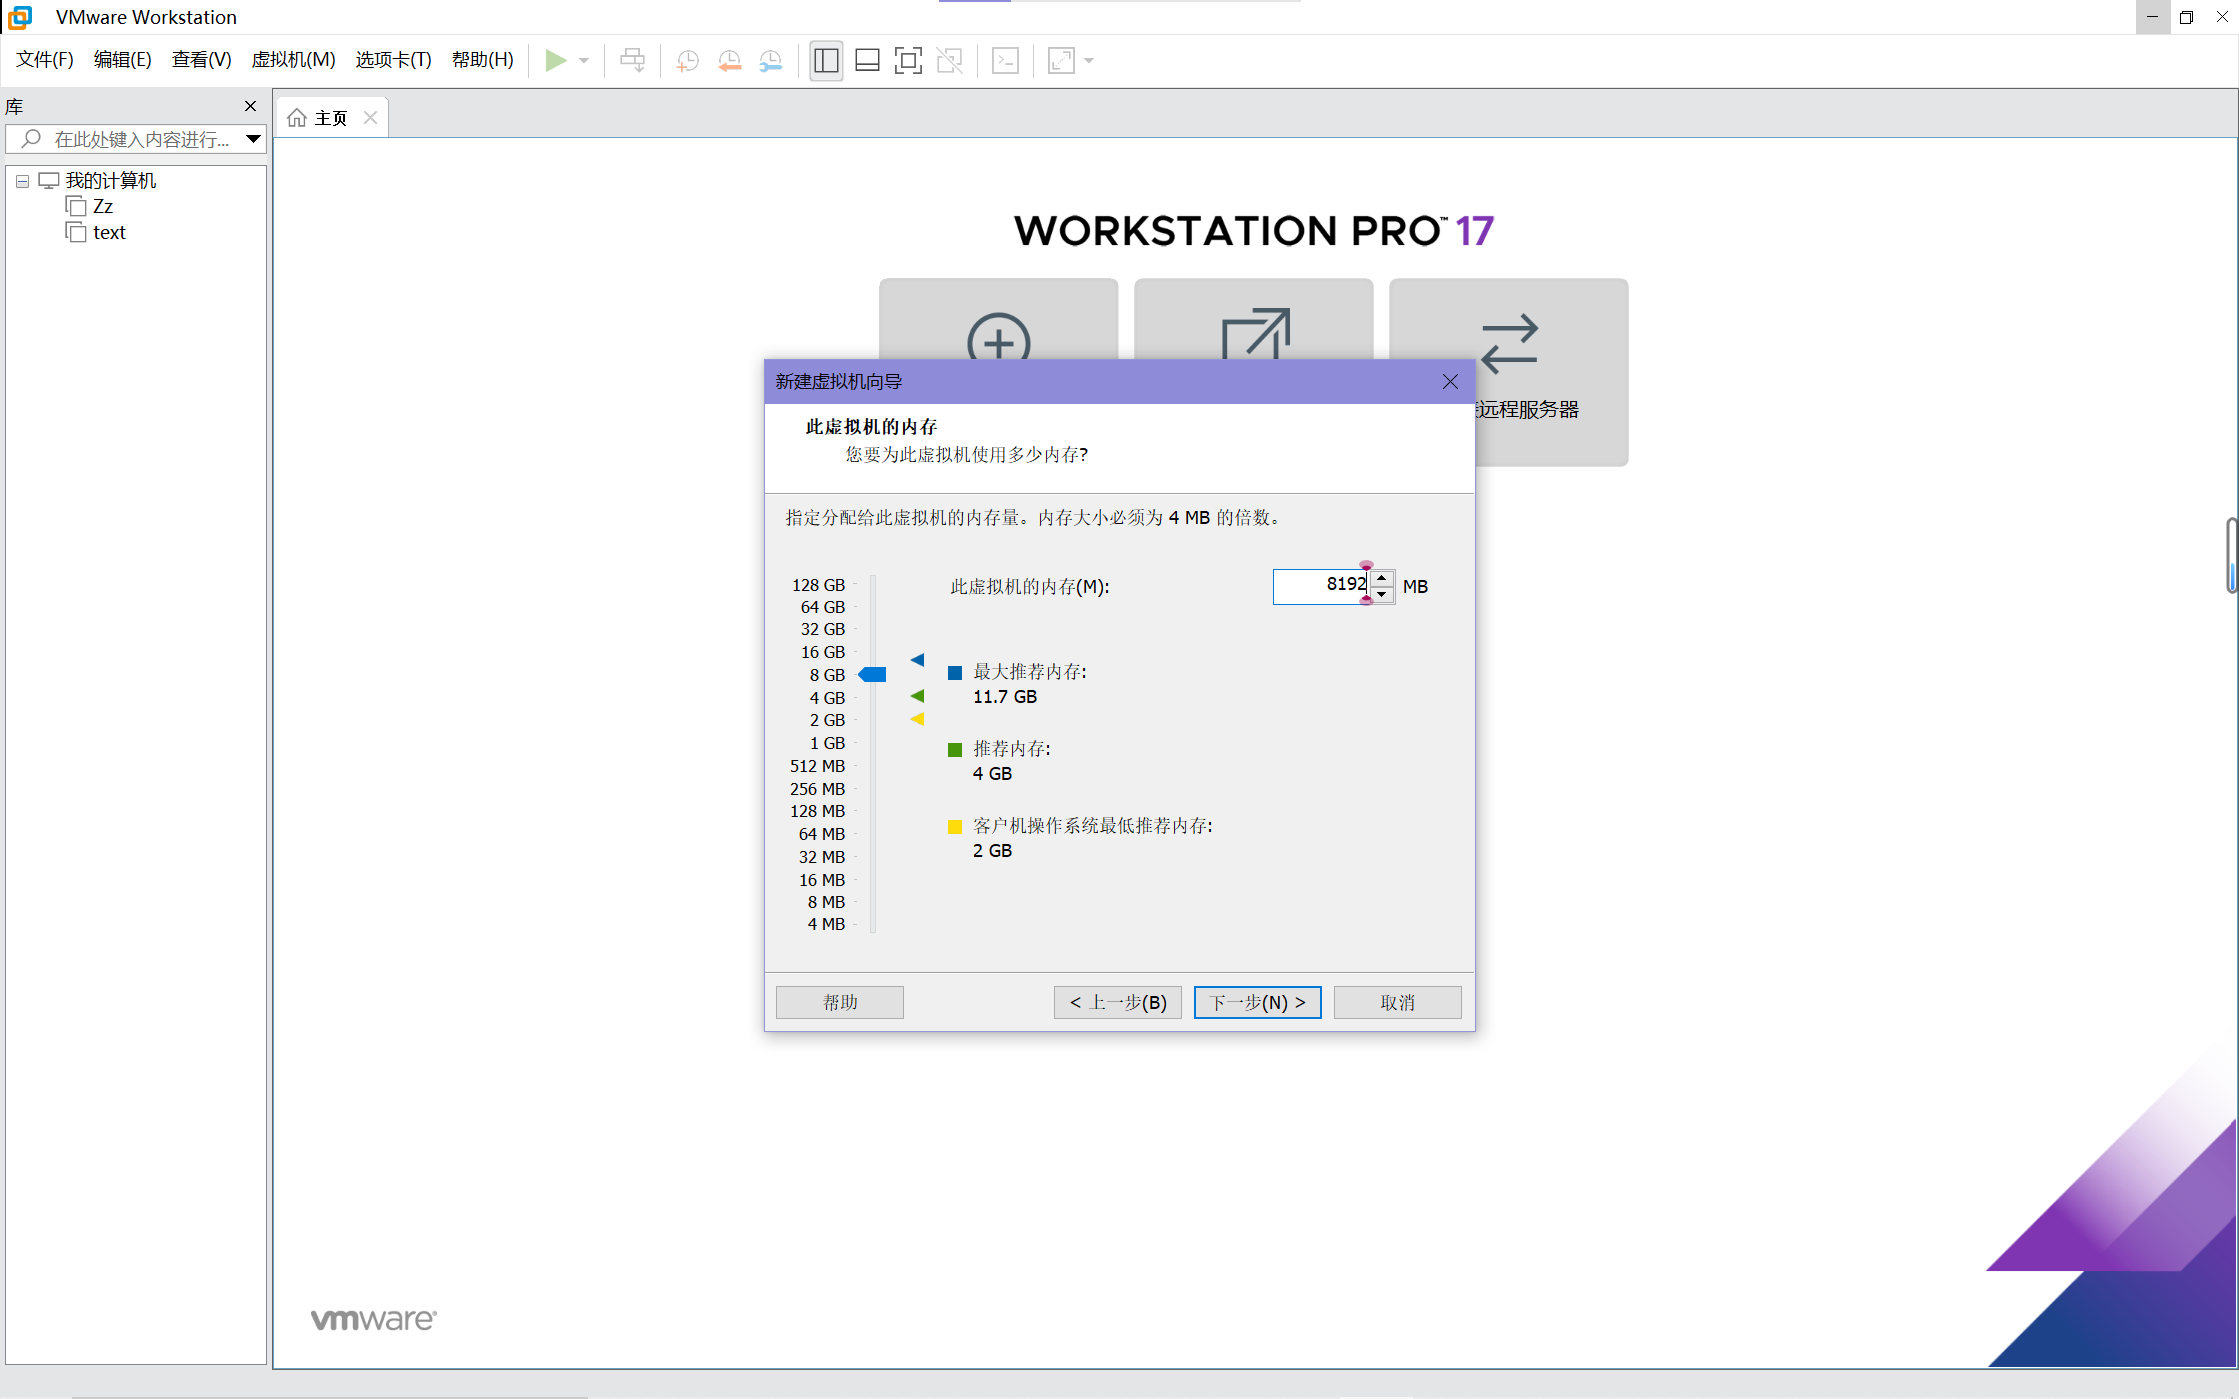 VMware Workstation
文件(F) 编辑(E) 查看(V) 虚拟机(M) 选项卡(T) 帮助(H)
库
在此处键入内容进行...
我的计算机
Zz
text
主页
WORKSTATION PRO™ 17
远程服务器
新建虚拟机向导
此虚拟机的内存
您要为此虚拟机使用多少内存?
指定分配给此虚拟机的内存量。内存大小必须为 4 MB 的倍数。
128 GB
64 GB
32 GB
16 GB
8 GB
4 GB
2 GB
1 GB
512 MB
256 MB
128 MB
64 MB
32 MB
16 MB
8 MB
4 MB
此虚拟机的内存(M): 8192 MB
最大推荐内存:
11.7 GB
推荐内存:
4 GB
客户机操作系统最低推荐内存:
2 GB
帮助 < 上一步(B) 下一步(N) > 取消
vmware®